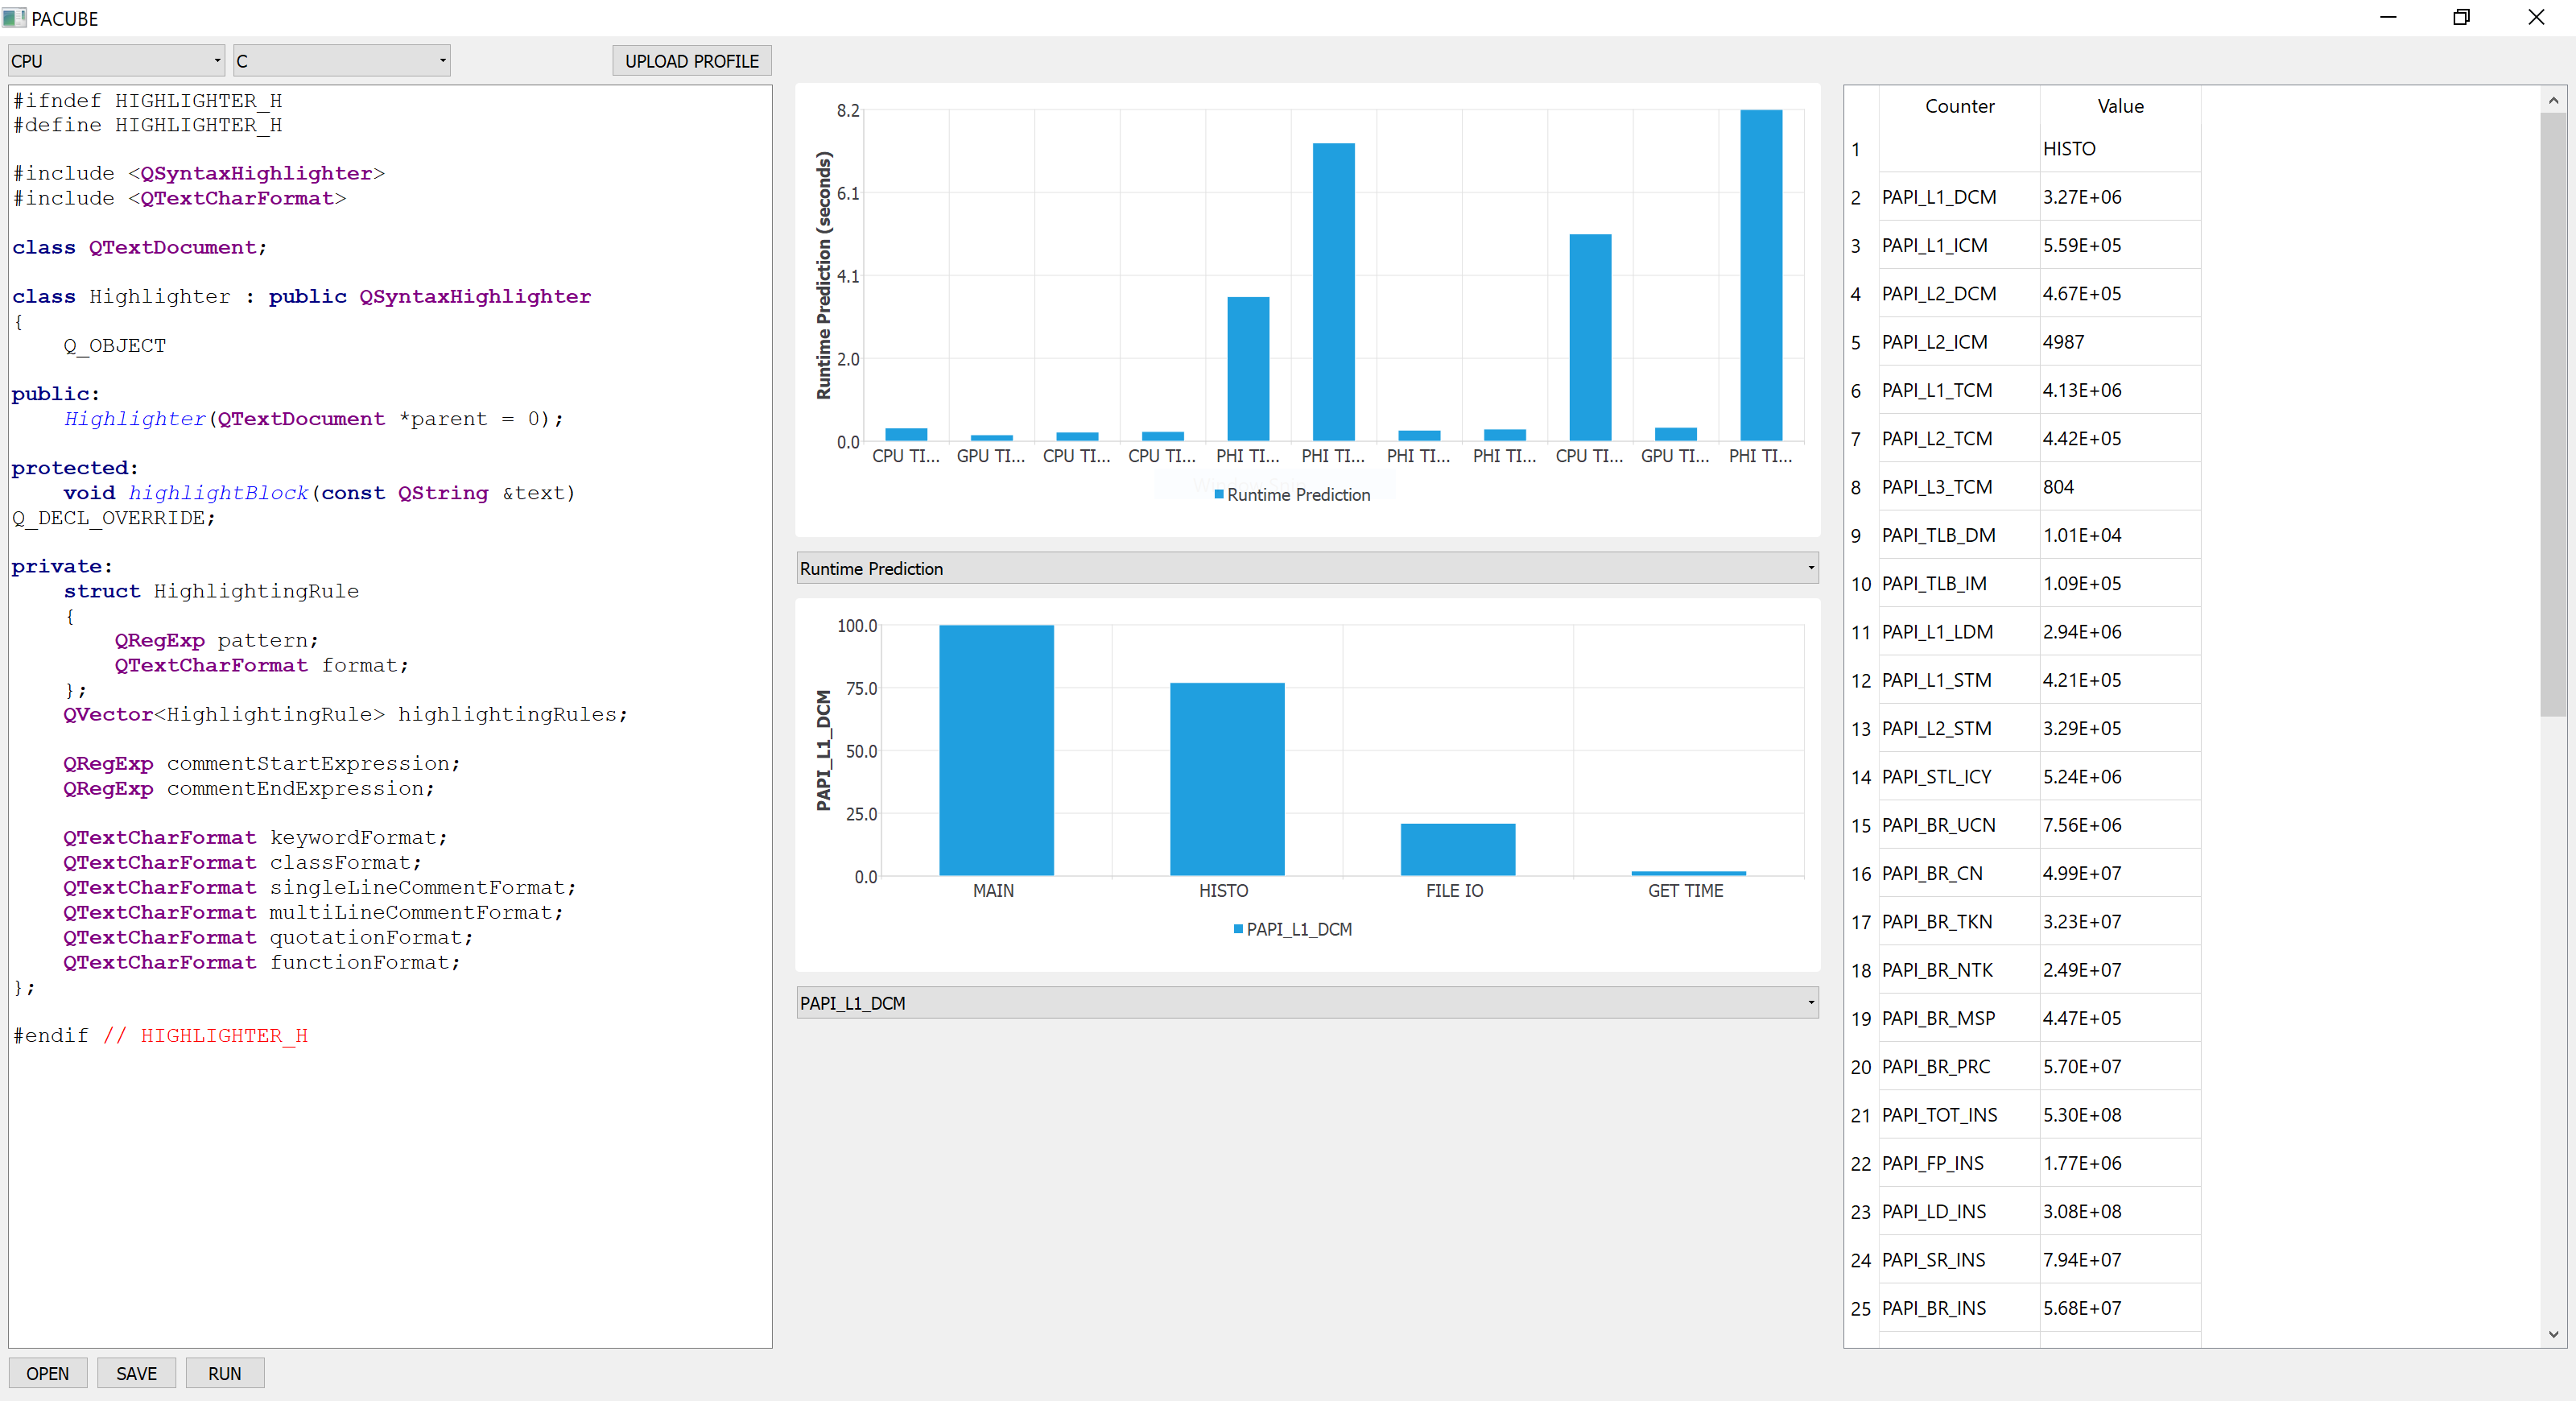 PACUBE
CPU
C
UPLOAD PROFILE
#ifndef HIGHLIGHTER_H
#define HIGHLIGHTER_H
#include <QSyntaxHighlighter>
#include <QTextCharFormat>
class QTextDocument;
class Highlighter : public QSyntaxHighlighter
{
Q_OBJECT
public:
Highlighter(QTextDocument *parent = 0);
protected:
void highlightBlock(const QString &text)
Q_DECL_OVERRIDE;
private:
struct HighlightingRule
{
QRegExp pattern;
QTextCharFormat format;
};
QVector<HighlightingRule> highlightingRules;
QRegExp commentStartExpression;
QRegExp commentEndExpression;
QTextCharFormat keywordFormat;
QTextCharFormat classFormat;
QTextCharFormat singleLineCommentFormat;
QTextCharFormat multiLineCommentFormat;
QTextCharFormat quotationFormat;
QTextCharFormat functionFormat;
};
#endif // HIGHLIGHTER_H
OPEN SAVE RUN
Runtime Prediction (seconds)
8.2
6.1
4.1
2.0
0.0
CPU TI... GPU TI... CPU TI... CPU TI... PHI TI... PHI TI... PHI TI... PHI TI... CPU TI... GPU TI... PHI TI...
Runtime Prediction
Runtime Prediction
PAPI_L1_DCM
100.0
75.0
50.0
25.0
0.0
MAIN HISTO FILE IO GET TIME
PAPI_L1_DCM
PAPI_L1_DCM
Counter Value
1 HISTO
2 PAPI_L1_DCM 3.27E+06
3 PAPI_L1_ICM 5.59E+05
4 PAPI_L2_DCM 4.67E+05
5 PAPI_L2_ICM 4987
6 PAPI_L1_TCM 4.13E+06
7 PAPI_L2_TCM 4.42E+05
8 PAPI_L3_TCM 804
9 PAPI_TLB_DM 1.01E+04
10 PAPI_TLB_IM 1.09E+05
11 PAPI_L1_LDM 2.94E+06
12 PAPI_L1_STM 4.21E+05
13 PAPI_L2_STM 3.29E+05
14 PAPI_STL_ICY 5.24E+06
15 PAPI_BR_UCN 7.56E+06
16 PAPI_BR_CN 4.99E+07
17 PAPI_BR_TKN 3.23E+07
18 PAPI_BR_NTK 2.49E+07
19 PAPI_BR_MSP 4.47E+05
20 PAPI_BR_PRC 5.70E+07
21 PAPI_TOT_INS 5.30E+08
22 PAPI_FP_INS 1.77E+06
23 PAPI_LD_INS 3.08E+08
24 PAPI_SR_INS 7.94E+07
25 PAPI_BR_INS 5.68E+07